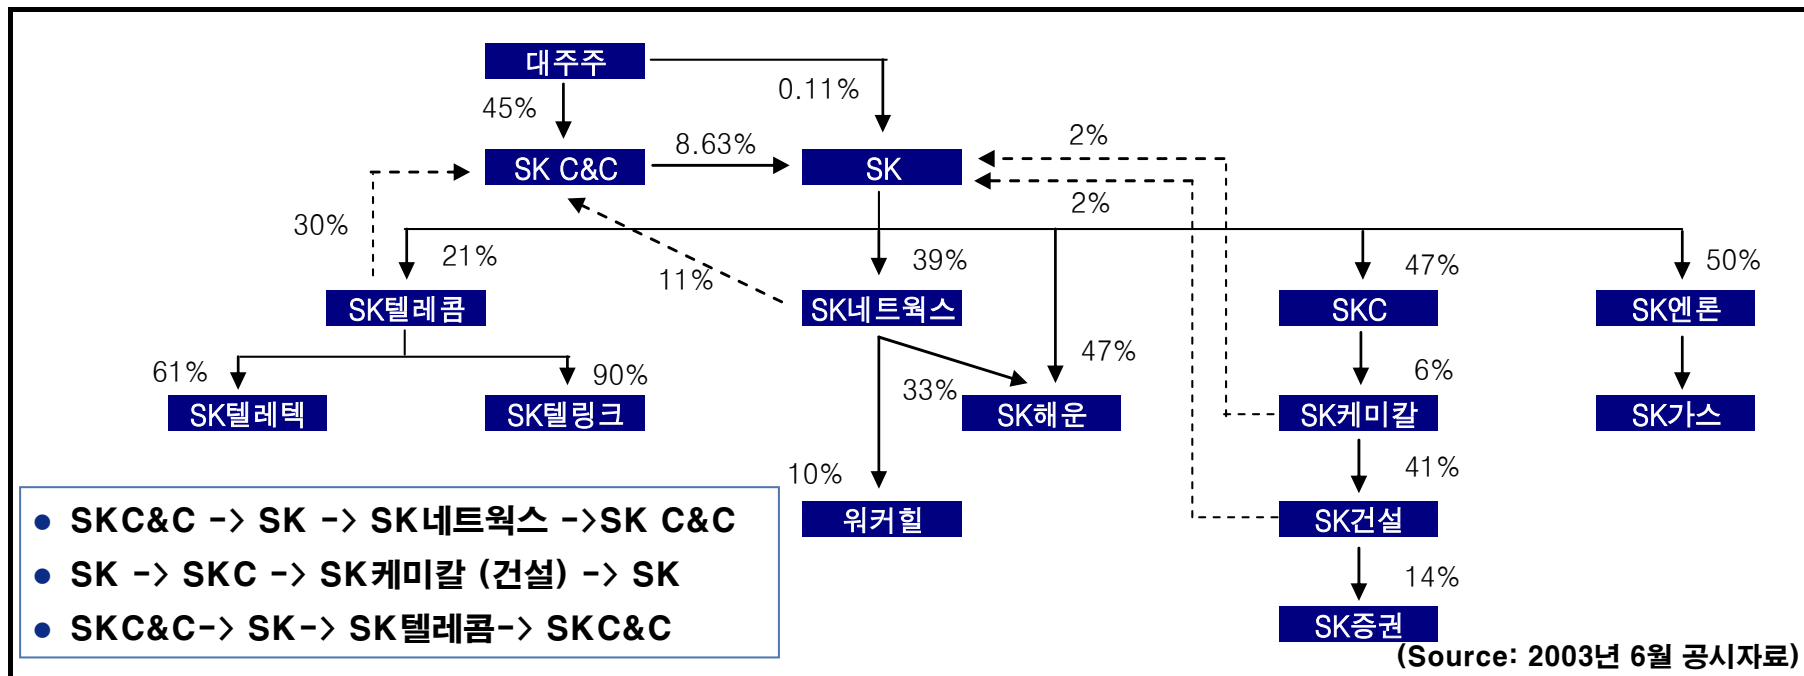 대주주
45%
0.11%
SK C&C
8.63%
SK
2%
2%
30%
21%
11%
39%
47%
50%
SK텔레콤
SK네트웍스
SKC
SK엔론
61%
90%
33%
47%
6%
SK텔레텍
SK텔링크
SK해운
SK케미칼
SK가스
10%
41%
워커힐
SK건설
14%
SK증권
● SKC&C -> SK -> SK네트웍스 ->SK C&C
● SK -> SKC -> SK케미칼 (건설) -> SK
● SKC&C-> SK-> SK텔레콤-> SKC&C
(Source: 2003년 6월 공시자료)